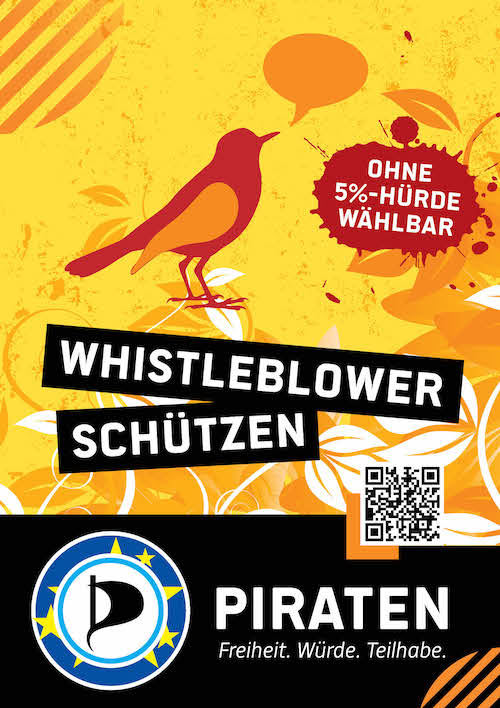 OHNE
5%-HÜRDE
WÄHLBAR
WHISTLEBLOWER
SCHÜTZEN
PIRATEN
Freiheit. Würde. Teilhabe.